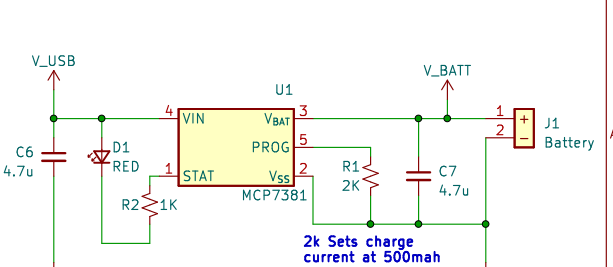 V_USB
V_BATT
U1
4 VIN VBAT 3
1 J1
C6 4.7u
D1 RED
PROG 5
R1 2K
2 Battery
1 STAT VSS 2
C7 4.7u
R2 1K
MCP7381
2k Sets charge
current at 500mah
A